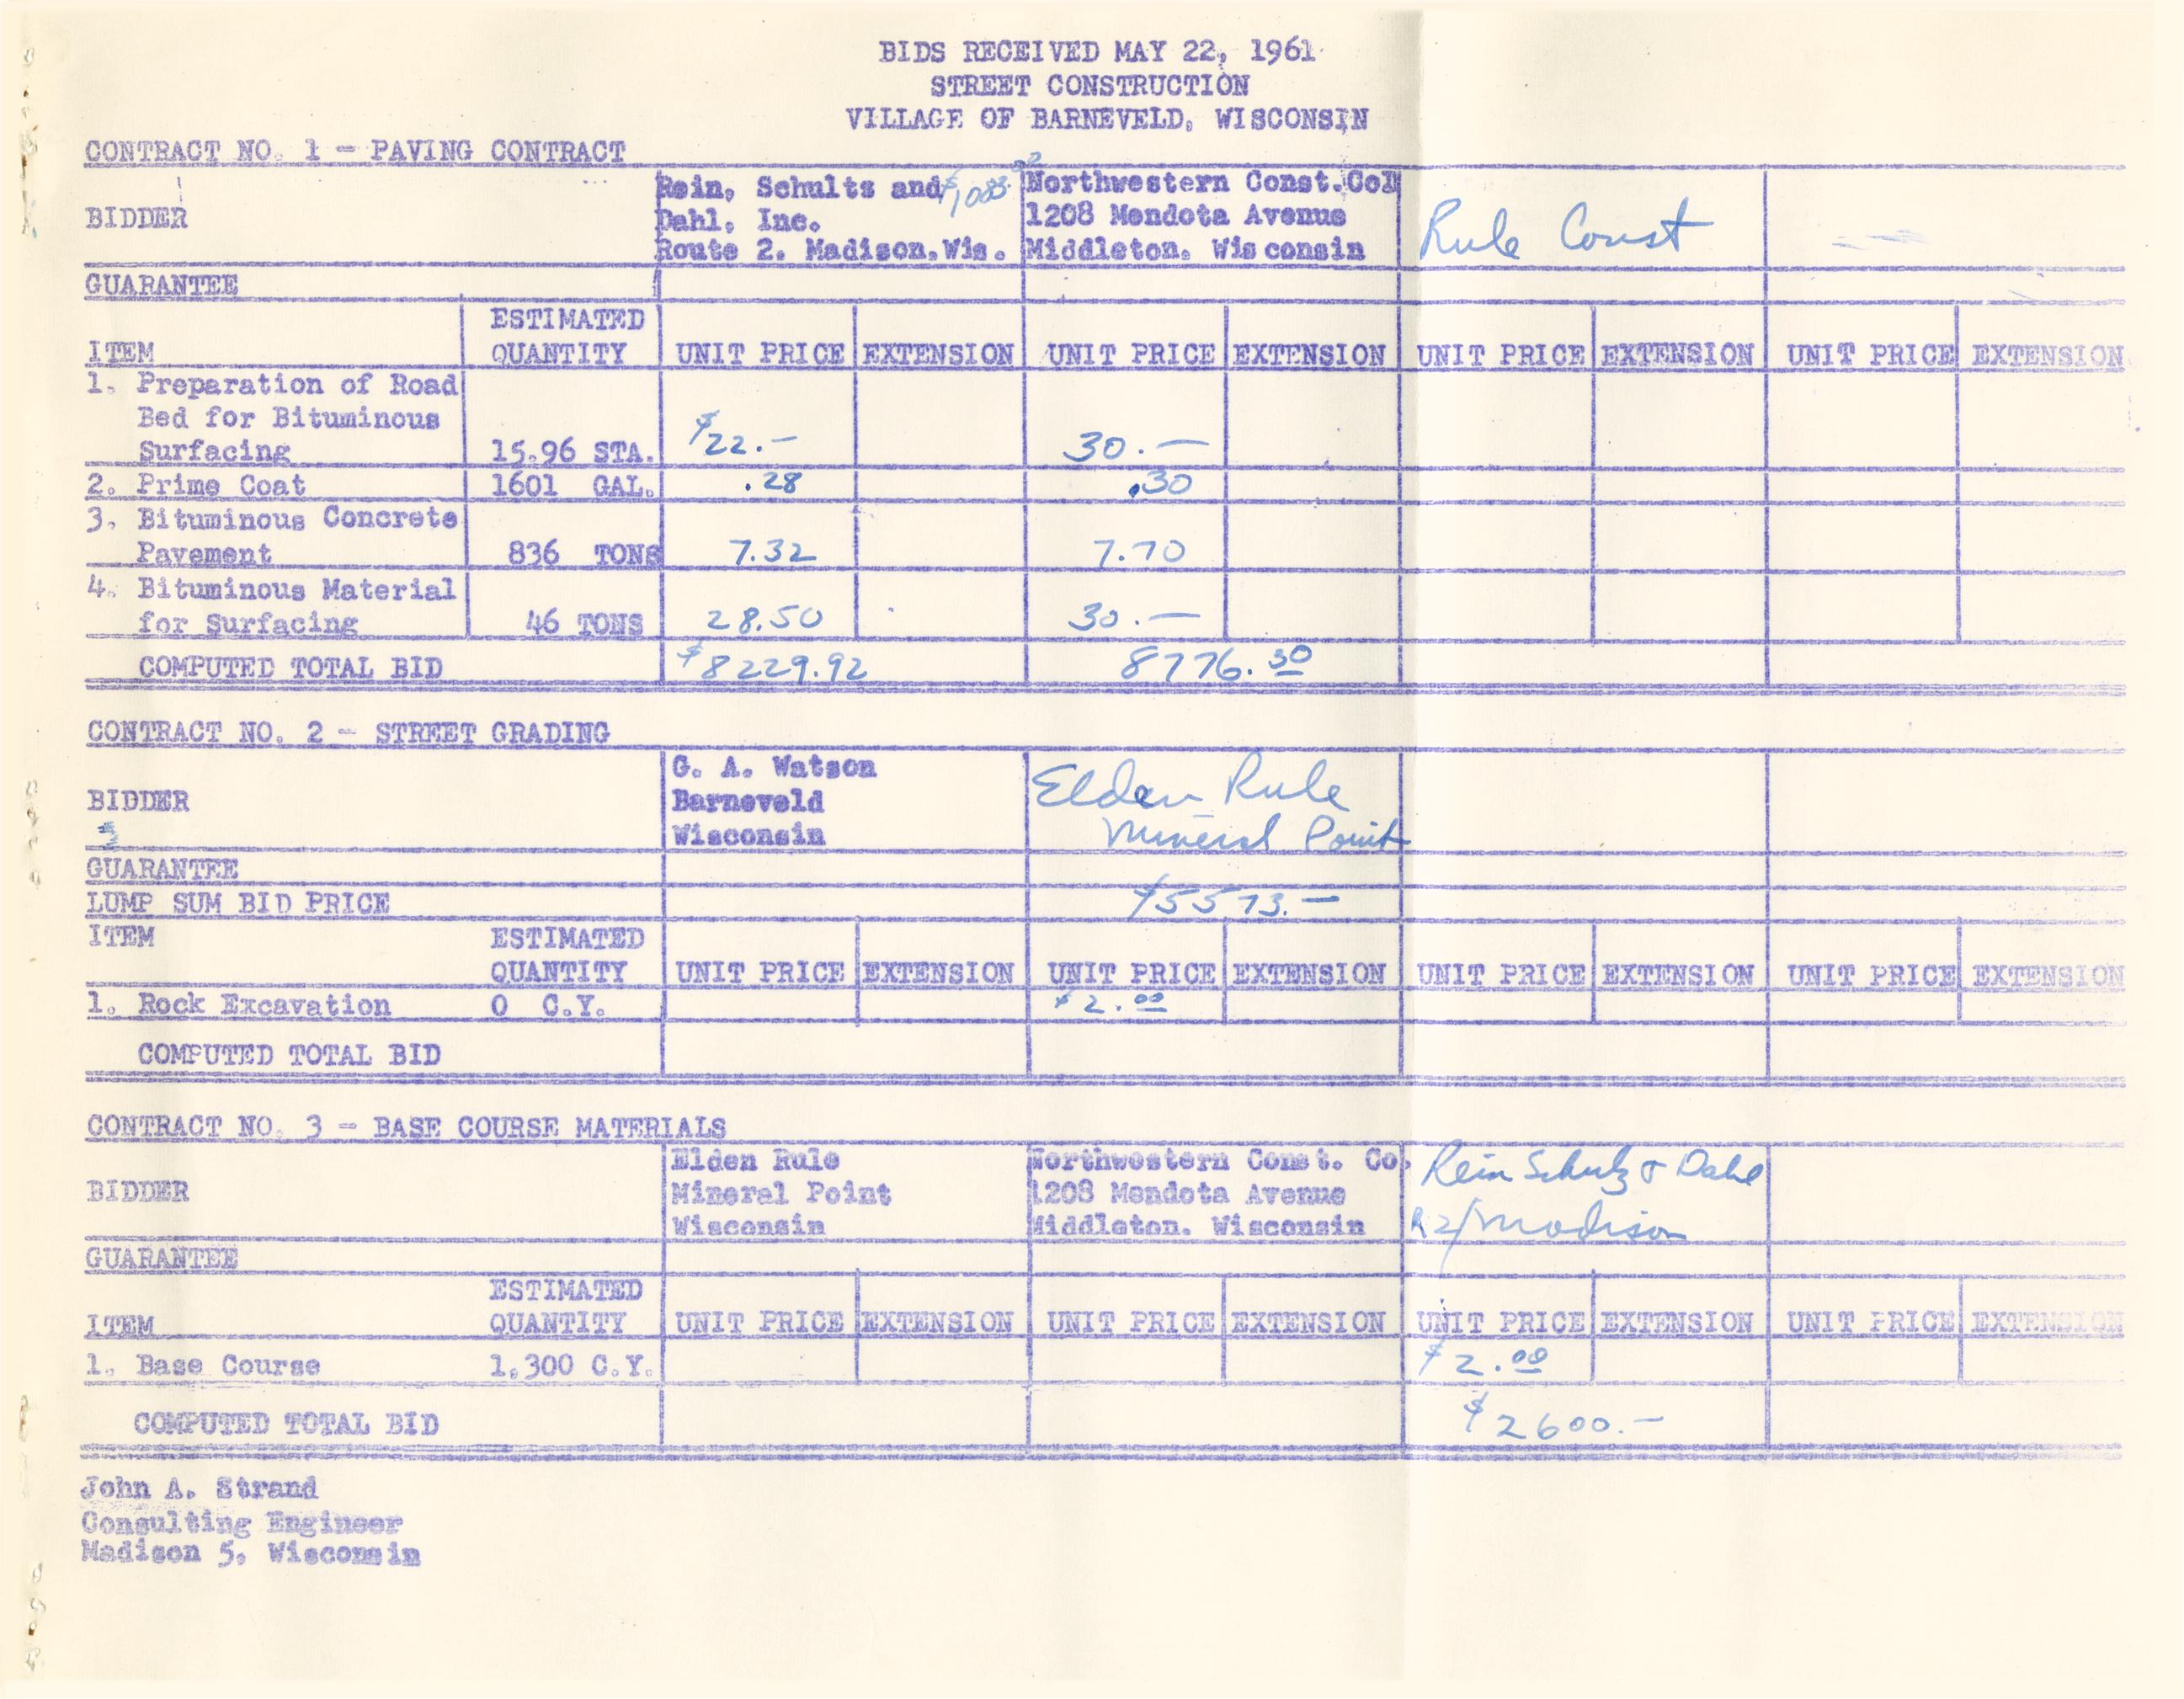 BIDS RECEIVED MAY 22, 1961
STREET CONSTRUCTION
VILLAGE OF BARNEVELD, WISCONSIN
CONTRACT NO. 1 - PAVING CONTRACT
BIDDER
Rein, Schults and
Dahl, Inc.
Route 2. Madison.Wis.
Northwestern Const.Co
1208 Mendota Avenue
Middleton, Wisconsin
Rule Const
GUARANTEE
ITEM ESTIMATED QUANTITY UNIT PRICE EXTENSION UNIT PRICE EXTENSION UNIT PRICE EXTENSION UNIT PRICE EXTENSION
1. Preparation of Road
Bed for Bituminous
Surfacing 15.96 STA. $22.- 30.-
2. Prime Coat 1601 GAL. .28 .30
3. Bituminous Concrete
Pavement 836 TONS 7.32 7.70
4. Bituminous Material
for Surfacing 46 TONS 28.50 30.-
COMPUTED TOTAL BID $8229.92 8776.30
CONTRACT NO. 2 - STREET GRADING
BIDDER
G. A. Watson
Barneveld
Wisconsin
Elden Rule
Mineral Point
GUARANTEE
LUMP SUM BID PRICE $5573.-
ITEM ESTIMATED
QUANTITY UNIT PRICE EXTENSION UNIT PRICE EXTENSION UNIT PRICE EXTENSION UNIT PRICE EXTENSION
1. Rock Excavation 0 C.Y. $2.00
COMPUTED TOTAL BID
CONTRACT NO. 3 - BASE COURSE MATERIALS
BIDDER
Elden Rule
Mineral Point
Wisconsin
Northwestern Const. Co.
1208 Mendota Avenue
Middleton. Wisconsin
Rein Schultz & Dahl
R2/Madison
GUARANTEE
ESTIMATED
ITEM QUANTITY UNIT PRICE EXTENSION UNIT PRICE EXTENSION UNIT PRICE EXTENSION UNIT PRICE EXTENSION
1. Base Course 1,300 C.Y. $2.00
COMPUTED TOTAL BID $2600.-
John A. Strand
Consulting Engineer
Madison 5, Wisconsin